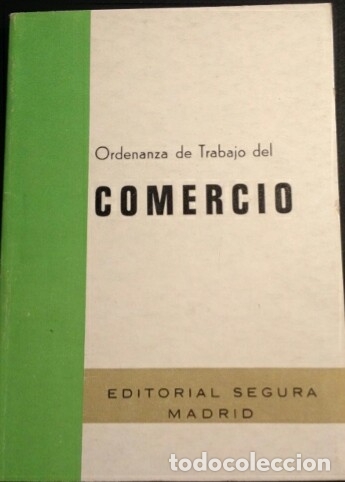 Ordenanza de Trabajo del
COMERCIO
EDITORIAL SEGURA
MADRID
todocoleccion